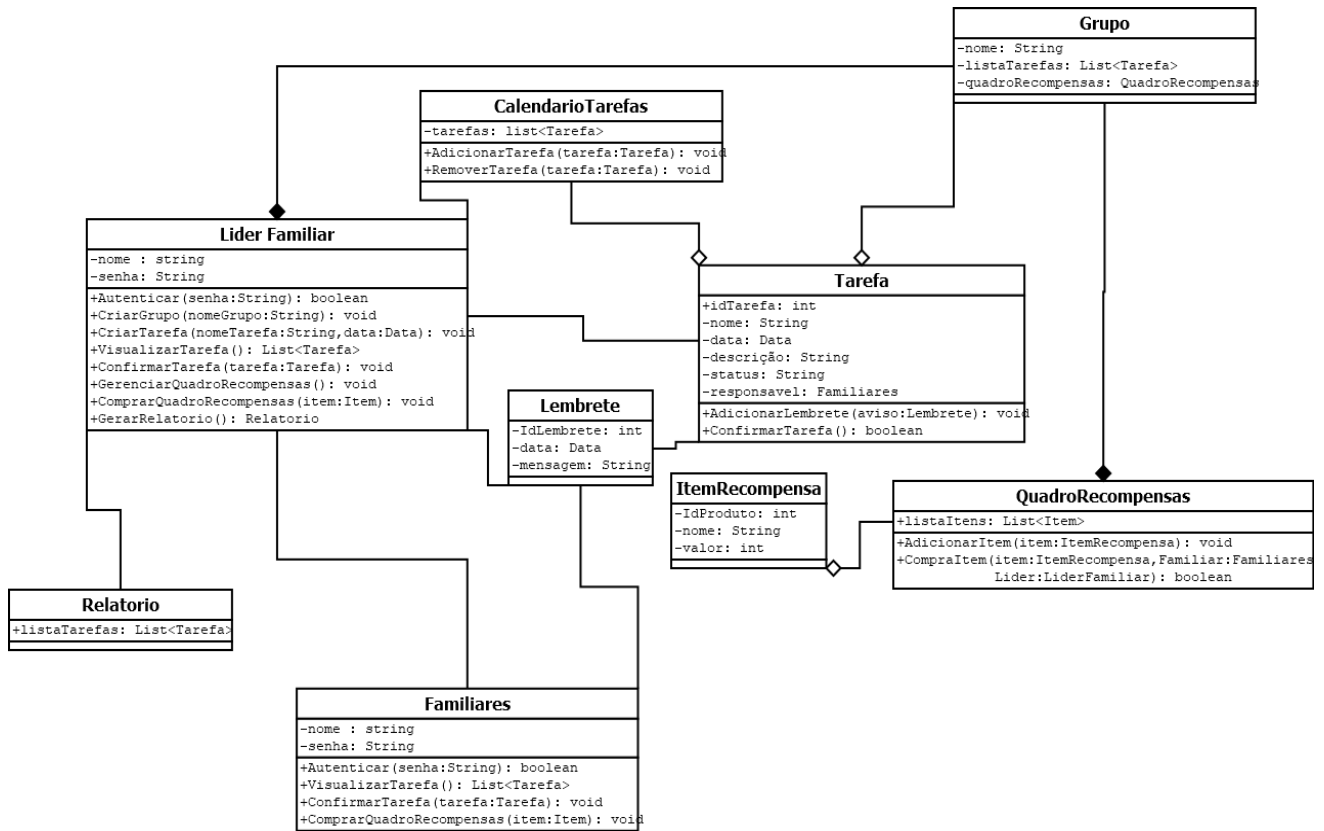 Grupo
-nome: String
-listaTarefas: List<Tarefa>
-quadroRecompensas: QuadroRecompensas
CalendarioTarefas
-tarefas: list<Tarefa>
+AdicionarTarefa(tarefa:Tarefa): void
+RemoverTarefa(tarefa:Tarefa): void
Lider Familiar
-nome : string
-senha: String
+Autenticar(senha:String): boolean
+CriarGrupo(nomeGrupo:String): void
+CriarTarefa(nomeTarefa:String,data:Data): void
+VisualizarTarefa(): List<Tarefa>
+ConfirmarTarefa(tarefa:Tarefa): void
+GerenciarQuadroRecompensas(): void
+ComprarQuadroRecompensas(item:Item): void
+GerarRelatorio(): Relatorio
Tarefa
+idTarefa: int
-nome: String
-data: Data
-descrição: String
-status: String
-responsavel: Familiares
+AdicionarLembrete(aviso:Lembrete): void
+ConfirmarTarefa(): boolean
Lembrete
-IdLembrete: int
-data: Data
-mensagem: String
ItemRecompensa
-IdProduto: int
-nome: String
-valor: int
QuadroRecompensas
+listaItens: List<Item>
+AdicionarItem(item:ItemRecompensa): void
+CompraItem(item:ItemRecompensa,Familiar:Familiares
Lider:LiderFamiliar): boolean
Relatorio
+listaTarefas: List<Tarefa>
Familiares
-nome : string
-senha: String
+Autenticar(senha:String): boolean
+VisualizarTarefa(): List<Tarefa>
+ConfirmarTarefa(tarefa:Tarefa): void
+ComprarQuadroRecompensas(item:Item): void